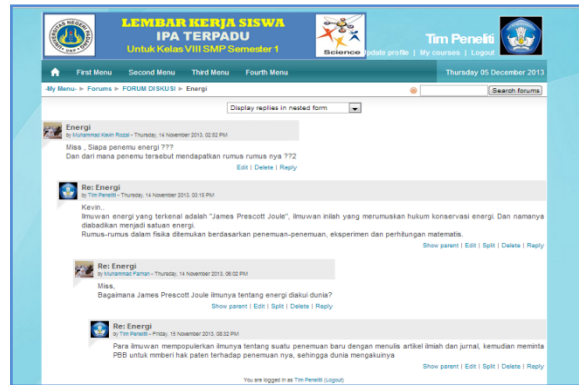 LEMBAR KERJA SISWA
IPA TERPADU
Untuk Kelas VIII SMP Semester 1
Science
Tim Peneliti
Update profile | My courses | Logout
First Menu Second Menu Third Menu Fourth Menu Thursday 05 December 2013
My Menu ► Forums ► FORUM DISKUSI ► Energi
Search forums
Display replies in nested form
Energi
by Muhammad Kevin Rozal - Thursday, 14 November 2013, 02:02 PM
Miss , Siapa penemu energi ???
Dan dari mana penemu tersebut mendapatkan rumus rumus nya ??2
Edit | Delete | Reply
Re: Energi
by Tim Peneliti - Thursday, 14 November 2013, 02:15 PM
Kevin..
Ilmuwan energi yang terkenal adalah "James Prescott Joule", ilmuwan inilah yang merumuskan hukum konservasi energi. Dan namanya
diabadikan menjadi satuan energi.
Rumus-rumus dalam fisika ditemukan berdasarkan penemuan-penemuan, eksperimen dan perhitungan matematis.
Show parent | Edit | Split | Delete | Reply
Re: Energi
by Muhammad Farhan - Thursday, 14 November 2013, 06:02 PM
Miss,
Bagaimana James Prescott Joule ilmunya tentang energi diakui dunia?
Show parent | Edit | Split | Delete | Reply
Re: Energi
by Tim Peneliti - Friday, 15 November 2013, 08:32 PM
Para ilmuwan mempopulerkan ilmunya tentang suatu penemuan baru dengan menulis artikel ilmiah dan jurnal, kemudian meminta
PBB untuk mmberi hak paten terhadap penemuan nya, sehingga dunia mengakuinya
Show parent | Edit | Split | Delete | Reply
You are logged in as Tim Peneliti (Logout)